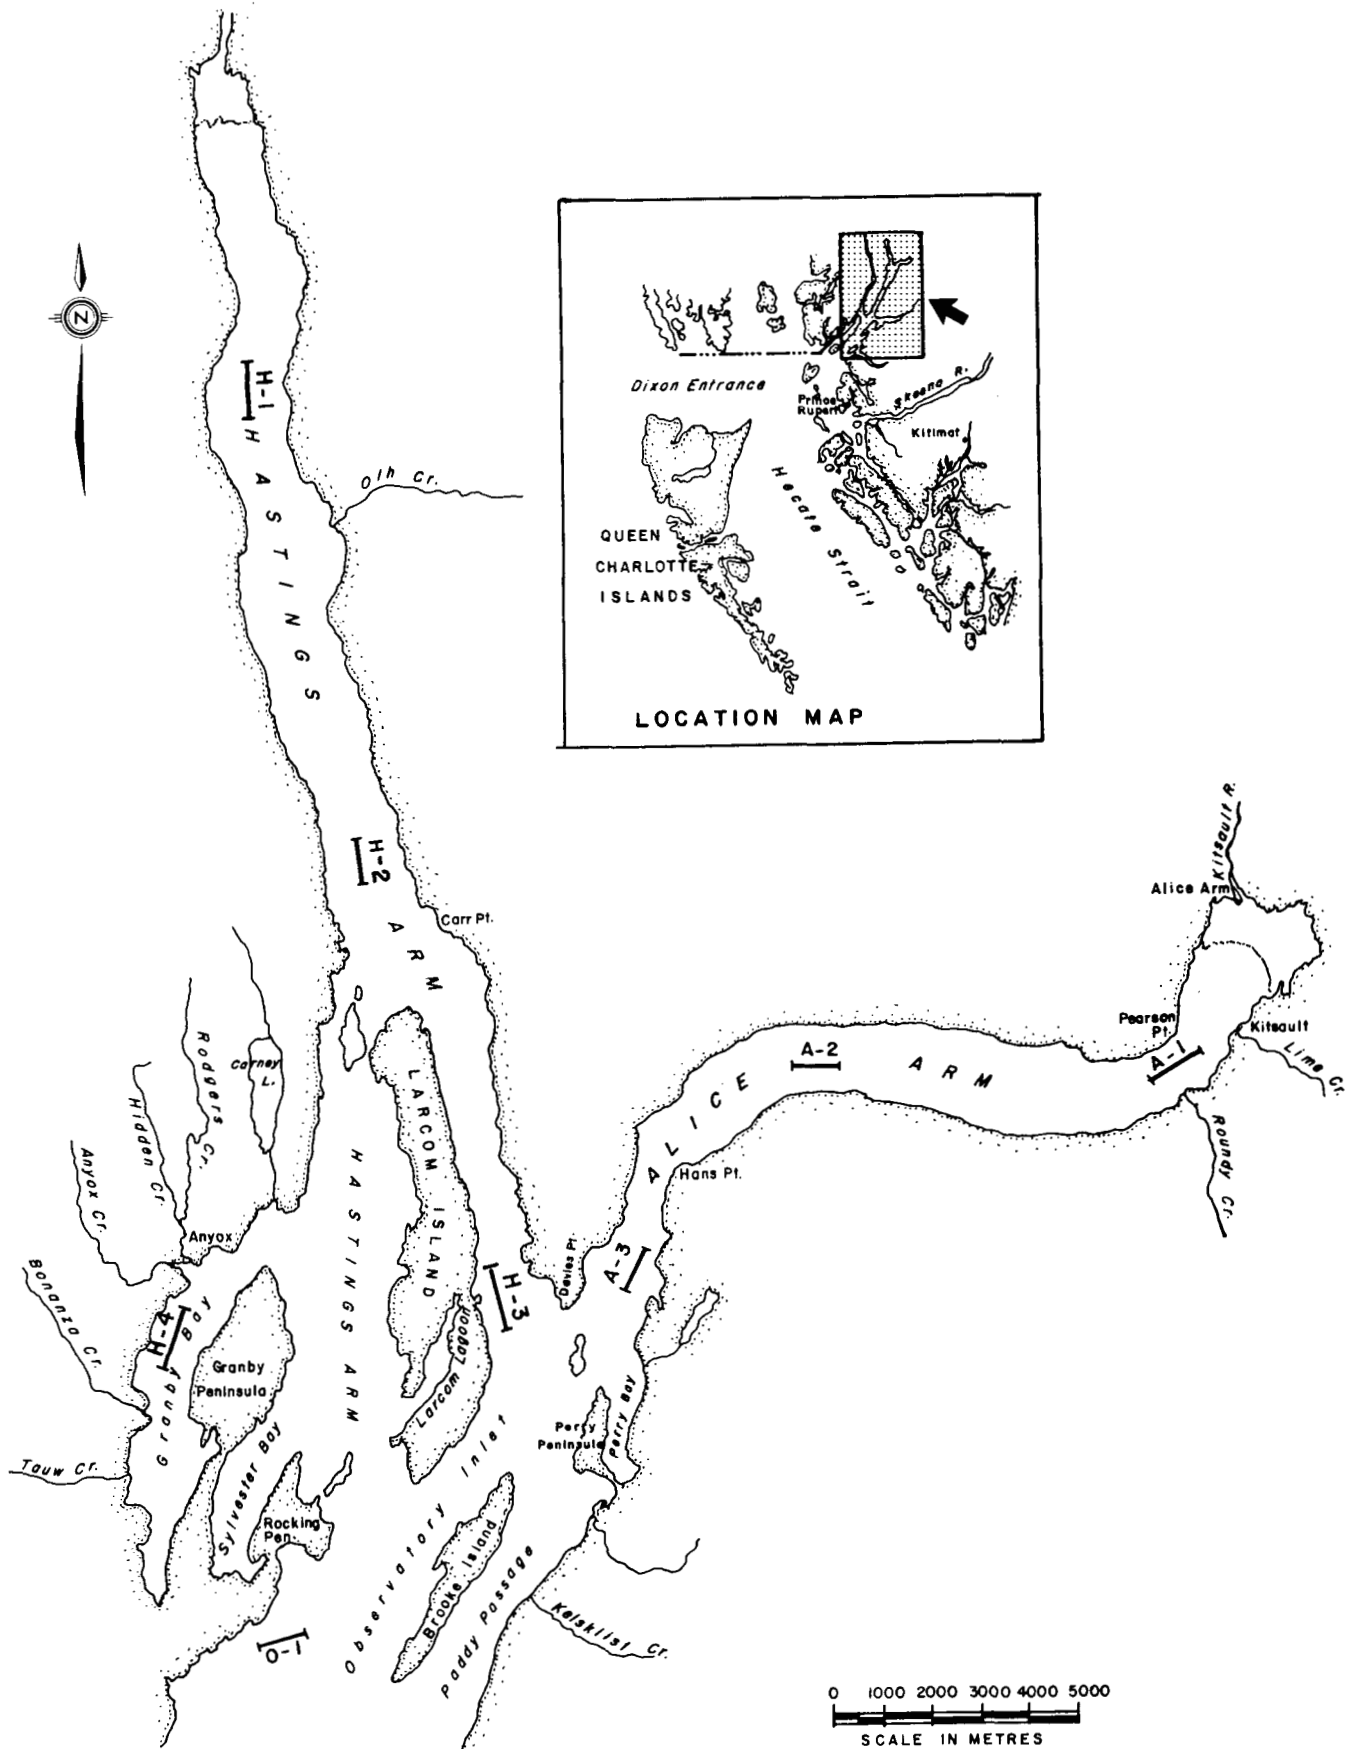 N
H-1
HASTINGS
Olh Cr.
Dixon Entrance
Prince
Rupert
Skeena R.
Kitimat
Hecate Strait
QUEEN
CHARLOTTE
ISLANDS
LOCATION MAP
H-2
Carr Pt.
ARM
Kitsault R.
Alice Arm
Pearson
Pt.
Kitsault
Lime Cr.
A-1
Roundy Cr.
A-2
ALICE ARM
Hans Pt.
A-3
Davies Pt.
Rodgers Cr.
Carney
L.
Hidden Cr.
Anyox Cr.
Anyox
Bonanza Cr.
H-4
Granby Bay
Granby
Peninsula
Tauw Cr.
Sylvester Bay
Rocking
Pen.
HASTINGS ARM
LARCOM ISLAND
Larcom Lagoon
H-3
Perry
Peninsula
Perry Bay
Observatory Inlet
Brooke Island
Paddy Passage
Kelskiist Cr.
O-1
0 1000 2000 3000 4000 5000
SCALE IN METRES